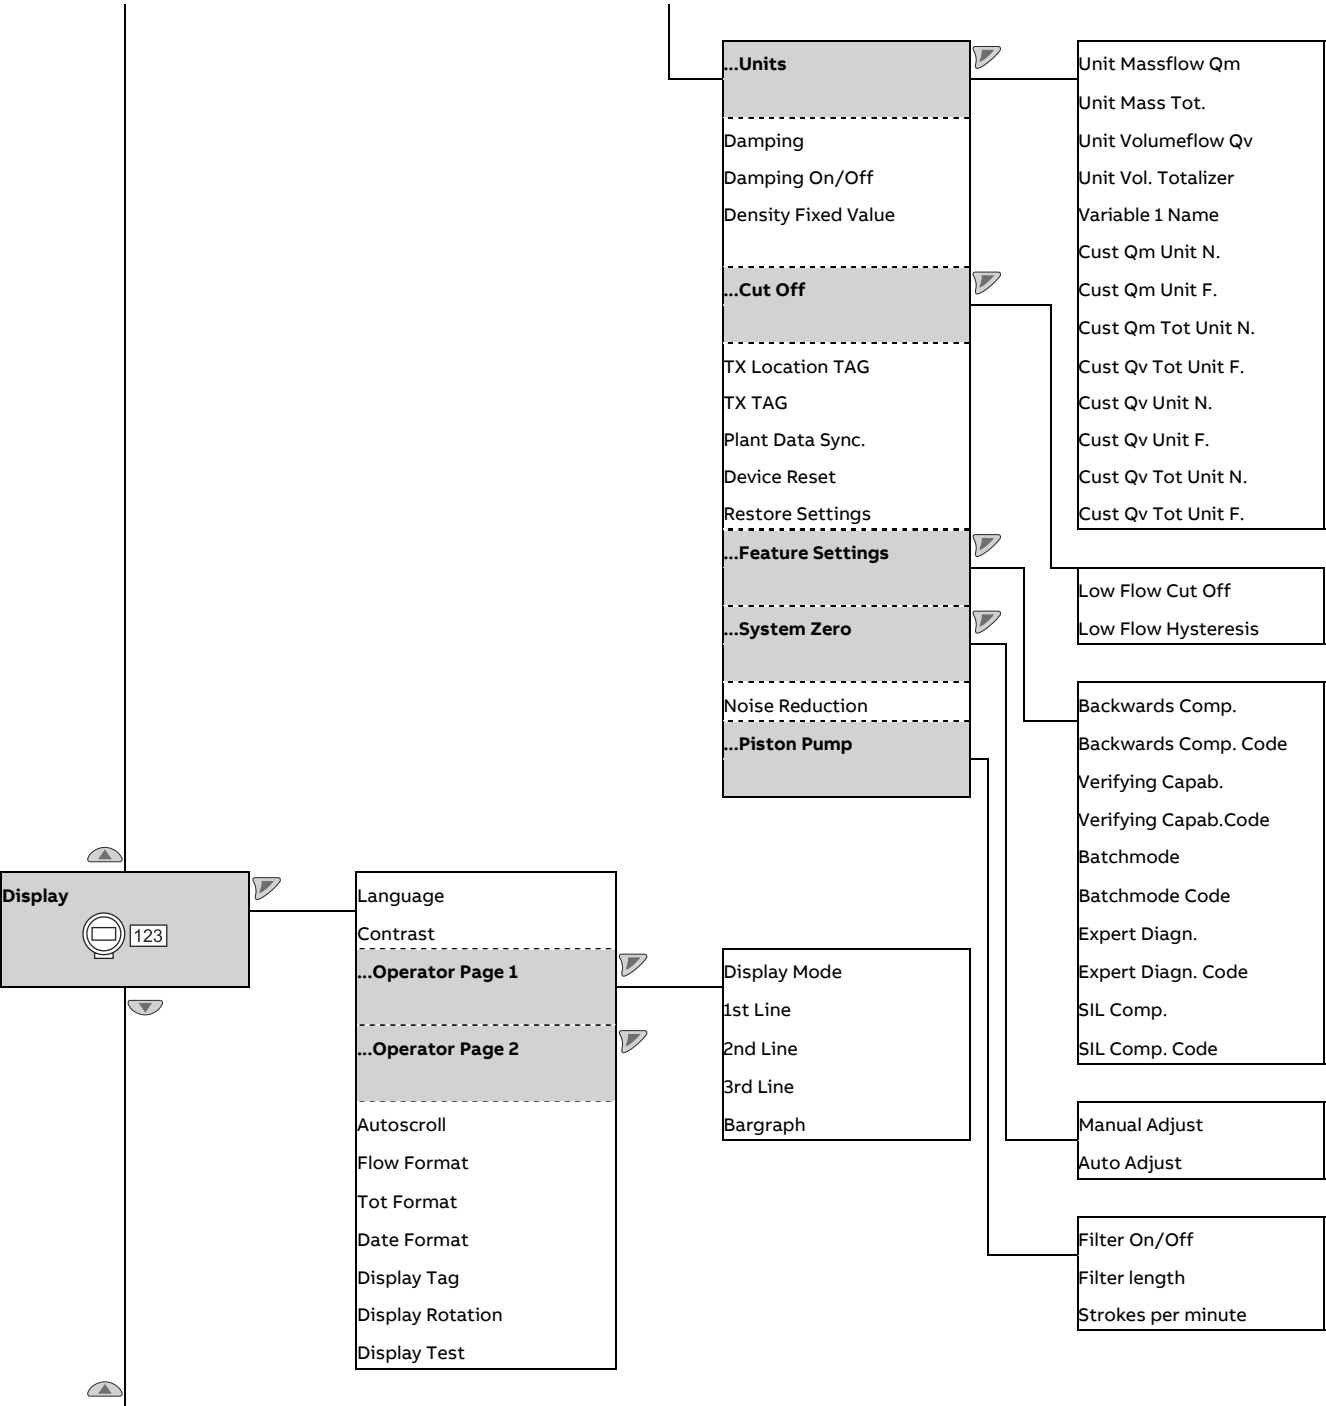 ...Units
Damping
Damping On/Off
Density Fixed Value
...Cut Off
TX Location TAG
TX TAG
Plant Data Sync.
Device Reset
Restore Settings
...Feature Settings
...System Zero
Noise Reduction
...Piston Pump
Unit Massflow Qm
Unit Mass Tot.
Unit Volumeflow Qv
Unit Vol. Totalizer
Variable 1 Name
Cust Qm Unit N.
Cust Qm Unit F.
Cust Qm Tot Unit N.
Cust Qv Tot Unit F.
Cust Qv Unit N.
Cust Qv Unit F.
Cust Qv Tot Unit N.
Cust Qv Tot Unit F.
Low Flow Cut Off
Low Flow Hysteresis
Backwards Comp.
Backwards Comp. Code
Verifying Capab.
Verifying Capab.Code
Batchmode
Batchmode Code
Expert Diagn.
Expert Diagn. Code
SIL Comp.
SIL Comp. Code
Manual Adjust
Auto Adjust
Filter On/Off
Filter length
Strokes per minute
Display
123
Language
Contrast
...Operator Page 1
...Operator Page 2
Autoscroll
Flow Format
Tot Format
Date Format
Display Tag
Display Rotation
Display Test
Display Mode
1st Line
2nd Line
3rd Line
Bargraph